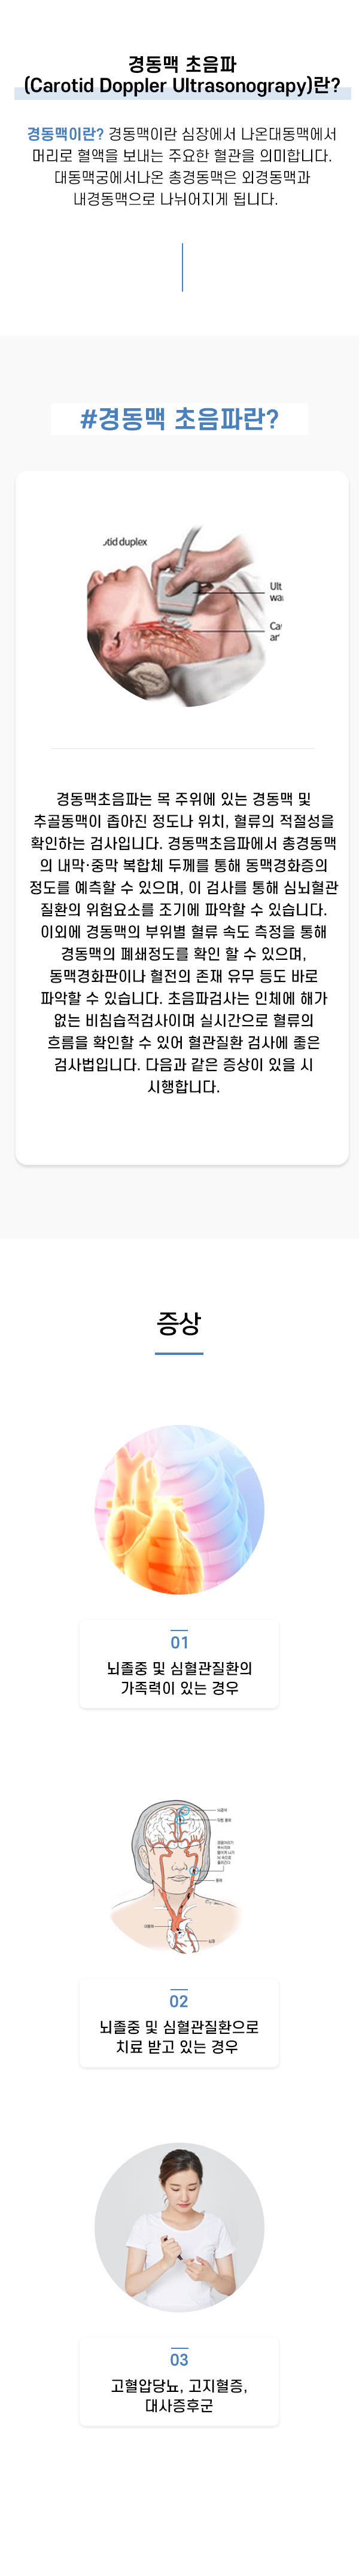 경동맥 초음파
(Carotid Doppler Ultrasonograpy)란?
경동맥이란? 경동맥이란 심장에서 나온대동맥에서
머리로 혈액을 보내는 주요한 혈관을 의미합니다.
대동맥궁에서나온 총경동맥은 외경동맥과
내경동맥으로 나뉘어지게 됩니다.
#경동맥 초음파란?
otid duplex
Ult
wa
Ca
ar
경동맥초음파는 목 주위에 있는 경동맥 및
추골동맥이 좁아진 정도나 위치, 혈류의 적절성을
확인하는 검사입니다. 경동맥초음파에서 총경동맥
의 내막·중막 복합체 두께를 통해 동맥경화증의
정도를 예측할 수 있으며, 이 검사를 통해 심뇌혈관
질환의 위험요소를 조기에 파악할 수 있습니다.
이외에 경동맥의 부위별 혈류 속도 측정을 통해
경동맥의 폐쇄정도를 확인 할 수 있으며,
동맥경화판이나 혈전의 존재 유무 등도 바로
파악할 수 있습니다. 초음파검사는 인체에 해가
없는 비침습적검사이며 실시간으로 혈류의
흐름을 확인할 수 있어 혈관질환 검사에 좋은
검사법입니다. 다음과 같은 증상이 있을 시
시행합니다.
증상
01
뇌졸중 및 심혈관질환의
가족력이 있는 경우
02
뇌졸중 및 심혈관질환으로
치료 받고 있는 경우
03
고혈압당뇨, 고지혈증,
대사증후군